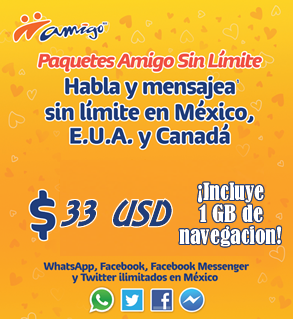 amigo
Paquetes Amigo Sin Límite
Habla y mensajea
sin límite en México,
E.U.A. y Canadá
$ 33 USD
¡Incluye
1 GB de
navegacion!
WhatsApp, Facebook, Facebook Messenger
y Twitter ilimitados en México